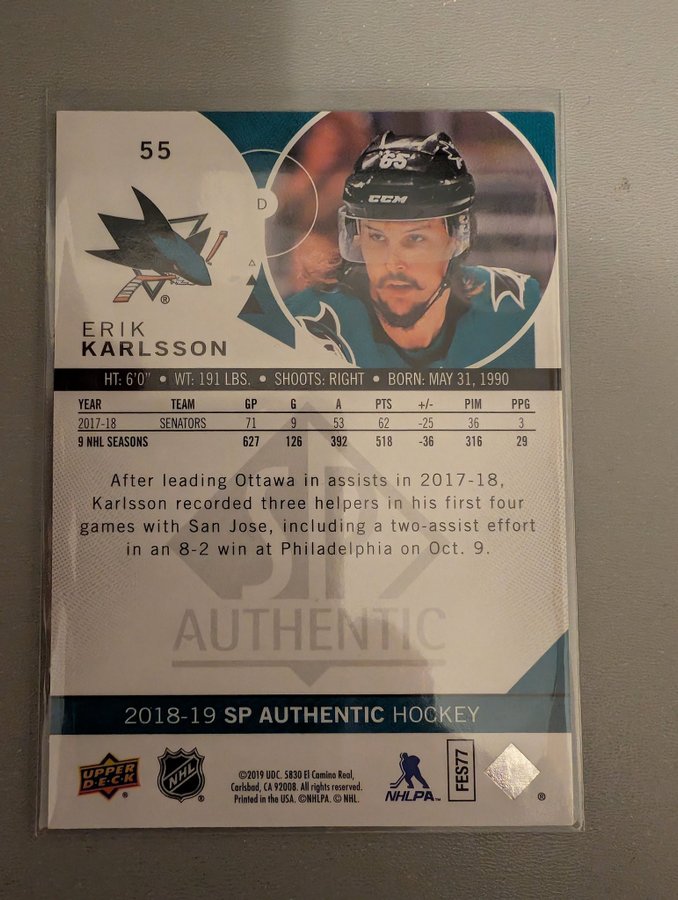 55
65
CCM
D
ERIK
KARLSSON
HT: 6'0" • WT: 191 LBS. • SHOOTS: RIGHT • BORN: MAY 31, 1990
YEAR TEAM GP G A PTS +/- PIM PPG
2017-18 SENATORS 71 9 53 62 -25 36 3
9 NHL SEASONS 627 126 392 518 -36 316 29
After leading Ottawa in assists in 2017-18,
Karlsson recorded three helpers in his first four
games with San Jose, including a two-assist effort
in an 8-2 win at Philadelphia on Oct. 9.
SP
AUTHENTIC
2018-19 SP AUTHENTIC HOCKEY
UPPER
D·E·C·K
®
NHL
®
©2019 UDC. 5830 El Camino Real,
Carlsbad, CA 92008. All rights reserved.
Printed in the USA. ©NHLPA. © NHL.
NHLPA™
FES77
®